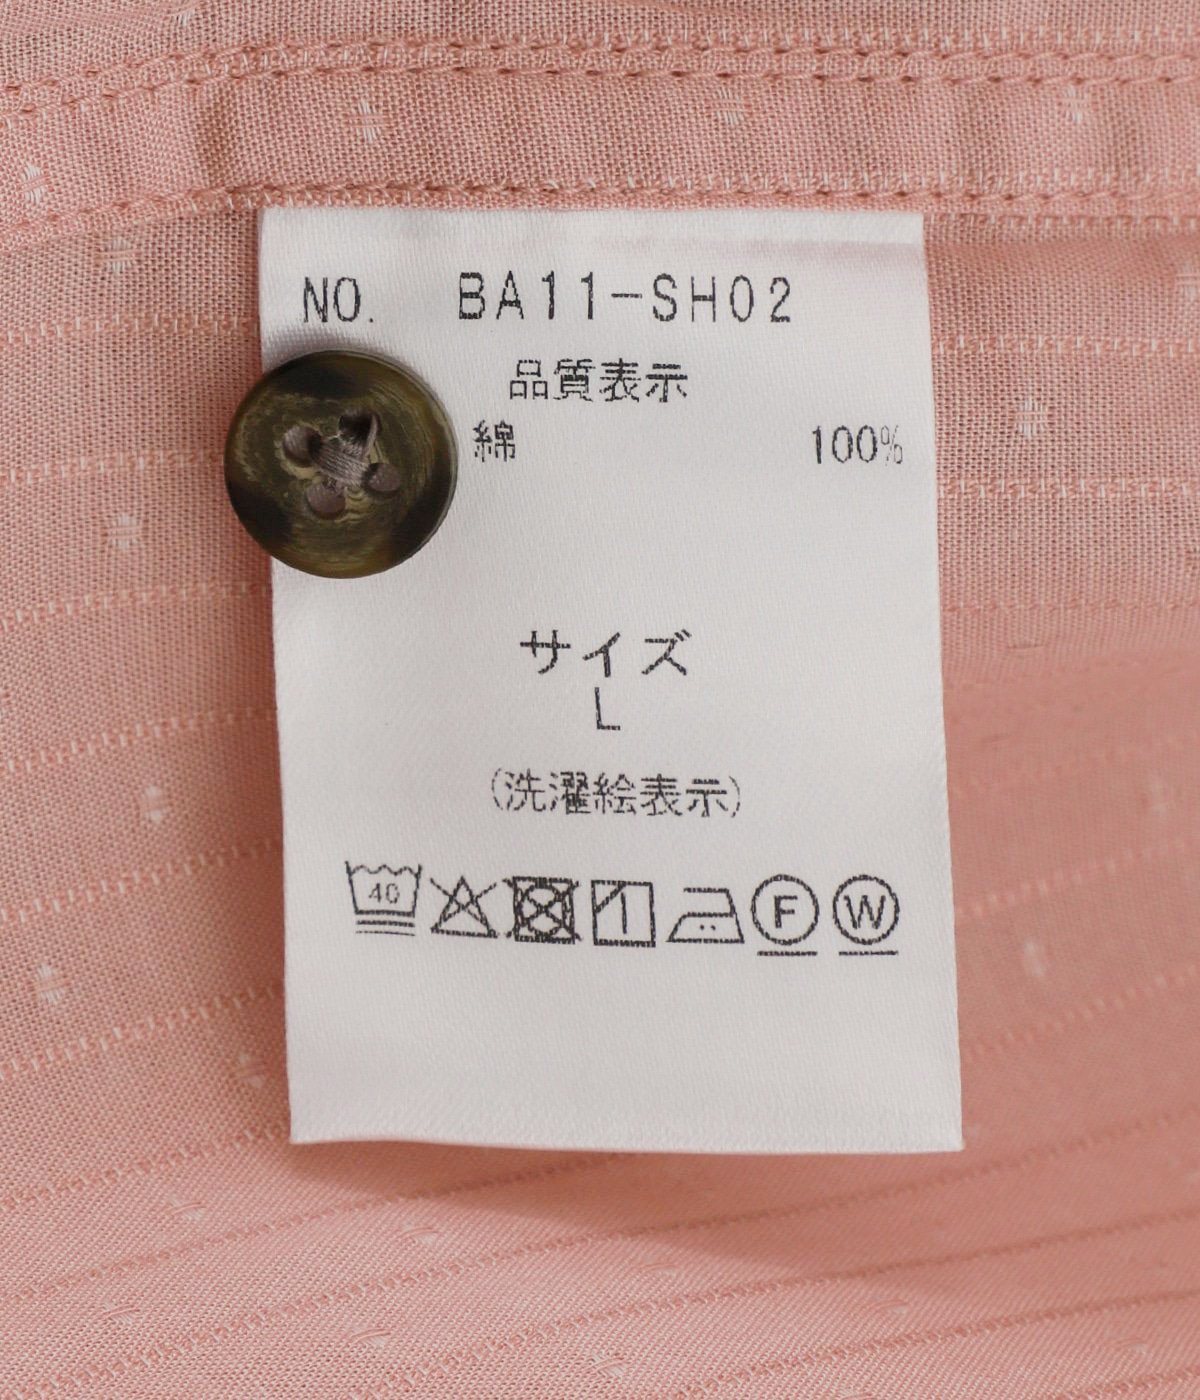 NO. BA11-SH02
品質表示
綿 100%
サイズ
L
(洗濯絵表示)
40 F W